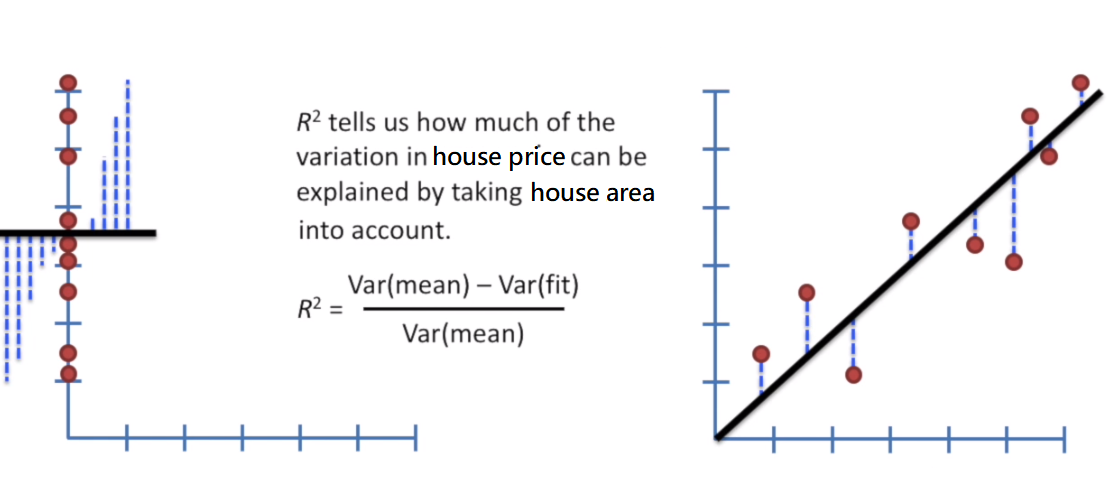 R² tells us how much of the
variation in house price can be
explained by taking house area
into account.
R² = Var(mean) – Var(fit)
Var(mean)